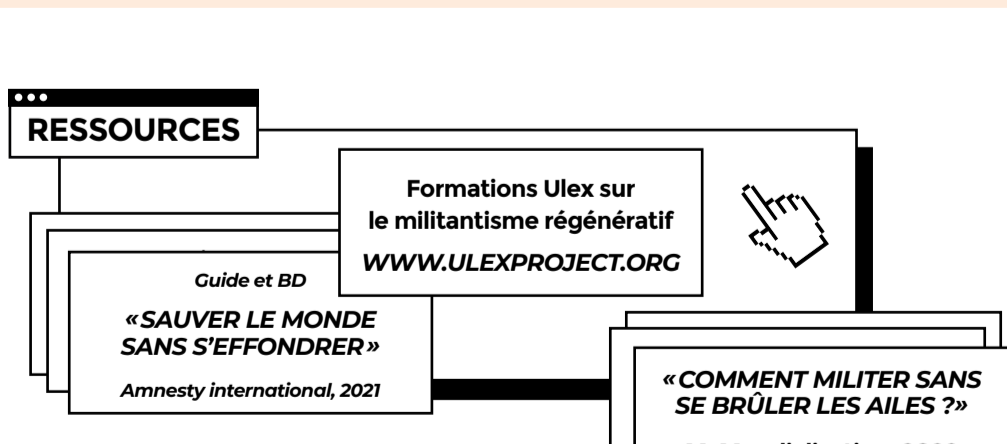 RESSOURCES
Formations Ulex sur
le militantisme régénératif
WWW.ULEXPROJECT.ORG
Guide et BD
«SAUVER LE MONDE
SANS S'EFFONDRER»
Amnesty international, 2021
«COMMENT MILITER SANS
SE BRÛLER LES AILES ?»